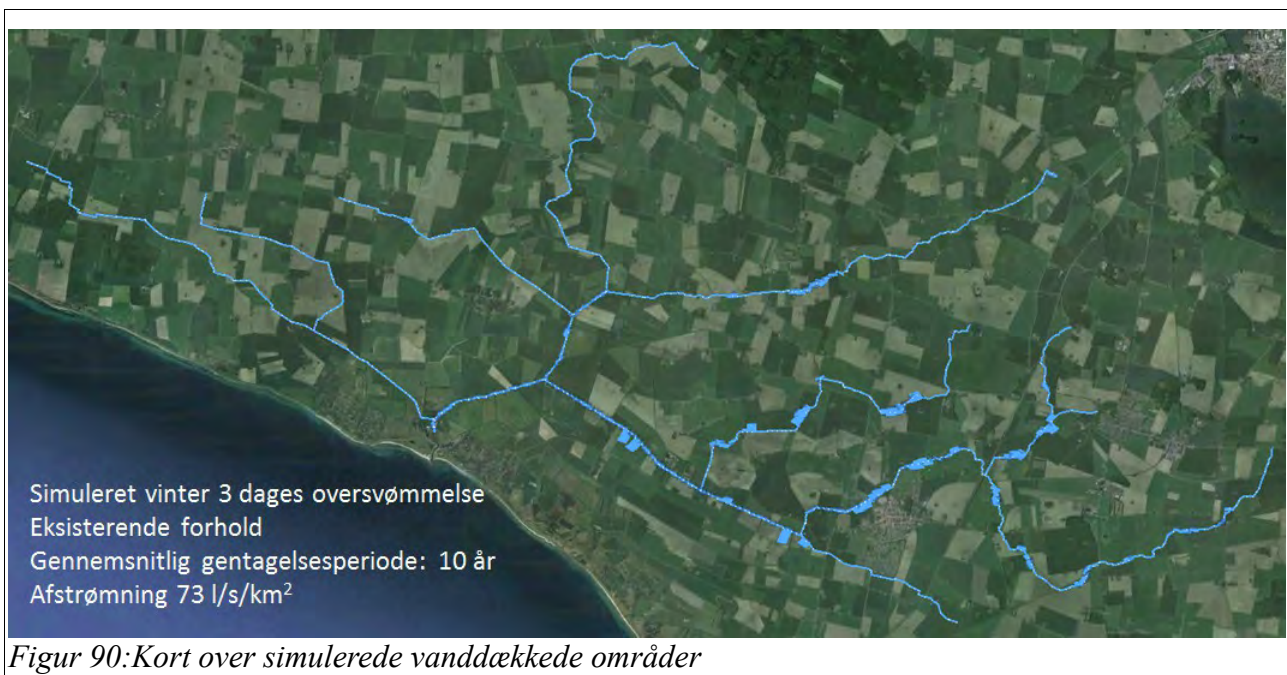 Simuleret vinter 3 dages oversvømmelse
Eksisterende forhold
Gennemsnitlig gentagelsesperiode: 10 år
Afstrømning 73 l/s/km²
Figur 90:Kort over simulerede vanddækkede områder